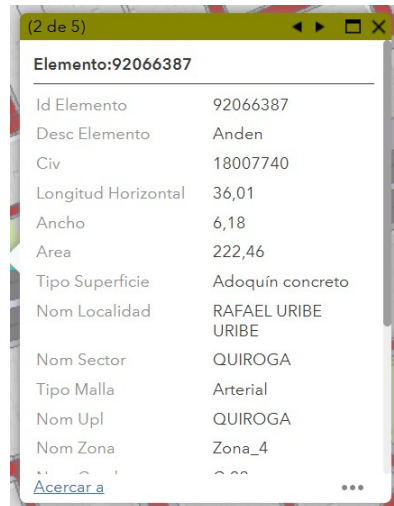 (2 de 5)
Elemento:92066387
Id Elemento 92066387
Desc Elemento Anden
Civ 18007740
Longitud Horizontal 36,01
Ancho 6,18
Area 222,46
Tipo Superficie Adoquín concreto
Nom Localidad RAFAEL URIBE
URIBE
Nom Sector QUIROGA
Tipo Malla Arterial
Nom Upl QUIROGA
Nom Zona Zona_4
Acercar a